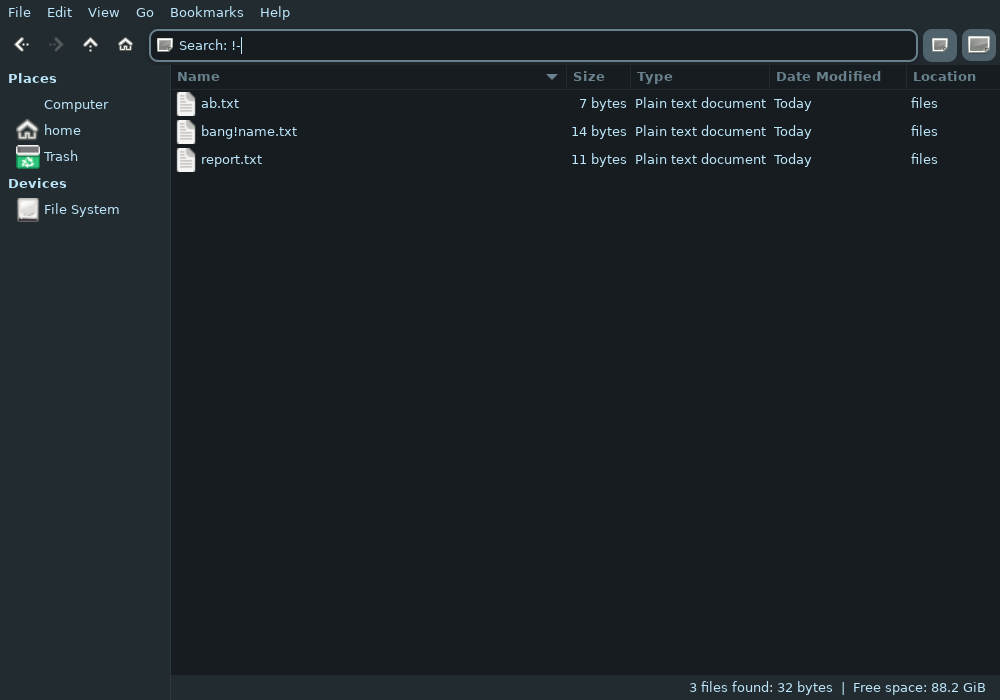 File Edit View Go Bookmarks Help
Search: !-
Places
Computer
home
Trash
Devices
File System
Name Size Type Date Modified Location
ab.txt 7 bytes Plain text document Today files
bang!name.txt 14 bytes Plain text document Today files
report.txt 11 bytes Plain text document Today files
3 files found: 32 bytes | Free space: 88.2 GiB